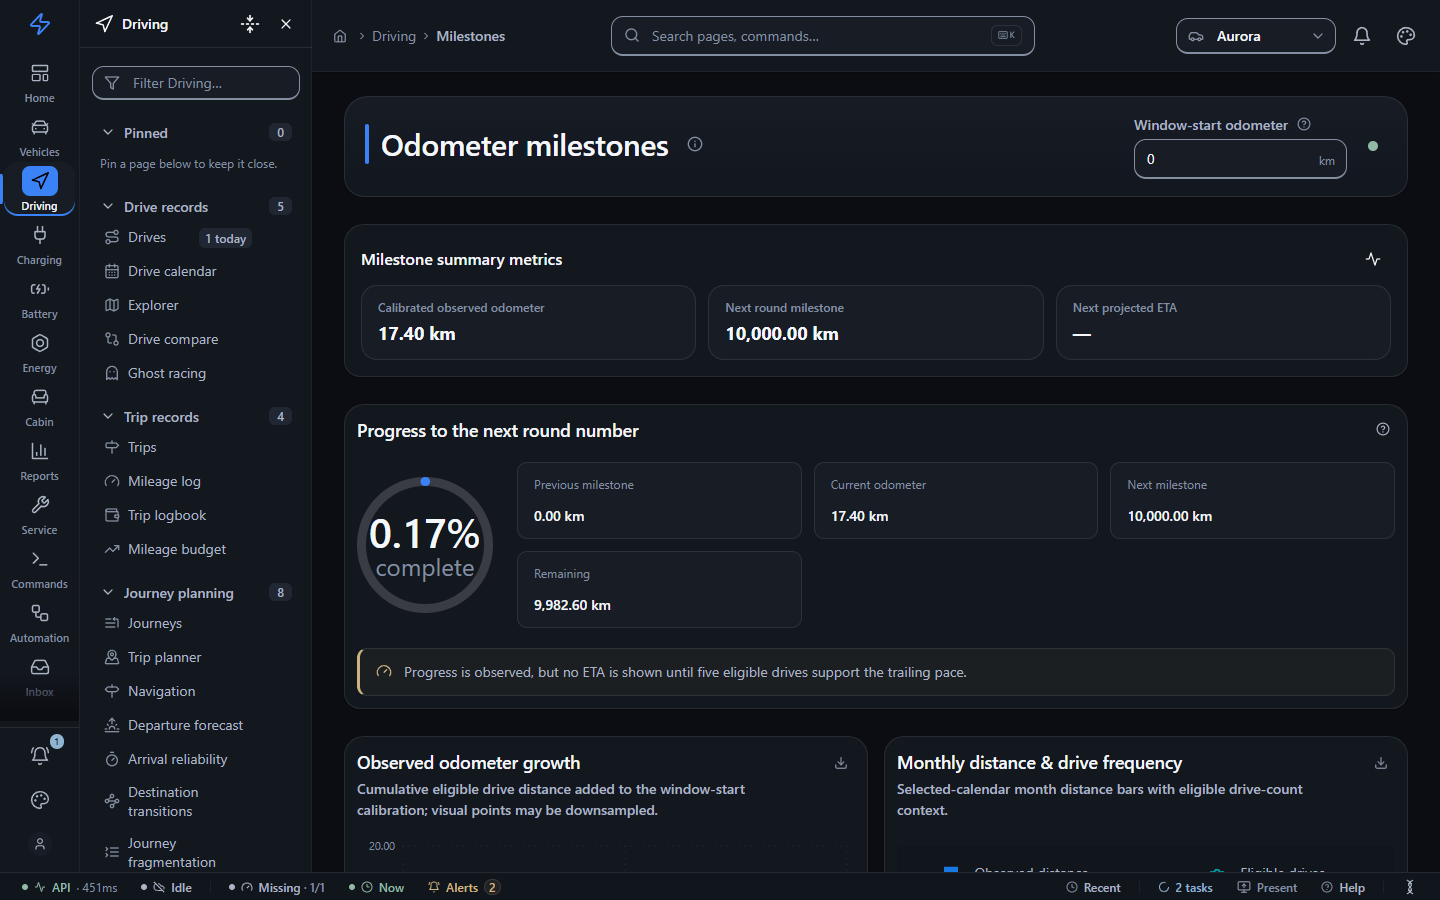 Driving
Driving
Milestones
Search pages, commands...
K
Aurora
Home
Vehicles
Driving
Charging
Battery
Energy
Cabin
Reports
Service
Commands
Automation
Inbox
1
Filter Driving...
Pinned 0
Pin a page below to keep it close.
Drive records 5
Drives 1 today
Drive calendar
Explorer
Drive compare
Ghost racing
Trip records 4
Trips
Mileage log
Trip logbook
Mileage budget
Journey planning 8
Journeys
Trip planner
Navigation
Departure forecast
Arrival reliability
Destination
transitions
Journey
fragmentation
Odometer milestones
Window-start odometer
0 km
Milestone summary metrics
Calibrated observed odometer
17.40 km
Next round milestone
10,000.00 km
Next projected ETA
—
Progress to the next round number
0.17%
complete
Previous milestone
0.00 km
Current odometer
17.40 km
Next milestone
10,000.00 km
Remaining
9,982.60 km
Progress is observed, but no ETA is shown until five eligible drives support the trailing pace.
Observed odometer growth
Cumulative eligible drive distance added to the window-start
calibration; visual points may be downsampled.
20.00
Monthly distance & drive frequency
Selected-calendar month distance bars with eligible drive-count
context.
Observed distance
Eligible drives
API · 451ms
Idle
Missing · 1/1
Now
Alerts 2
Recent
2 tasks
Present
Help